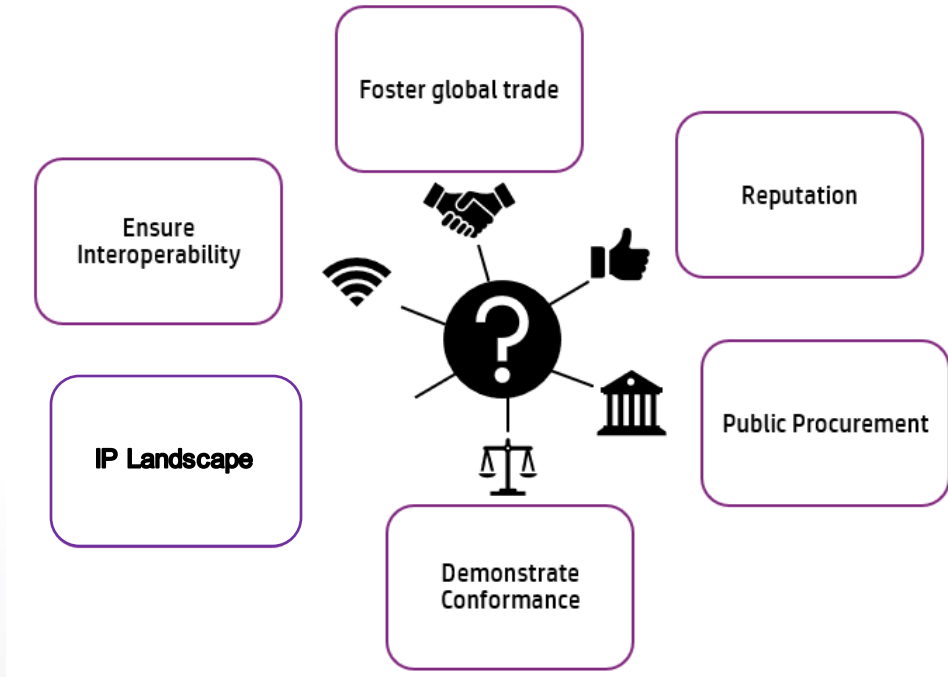 Foster global trade
Reputation
Ensure
Interoperability
?
Public Procurement
IP Landscape
Demonstrate
Conformance